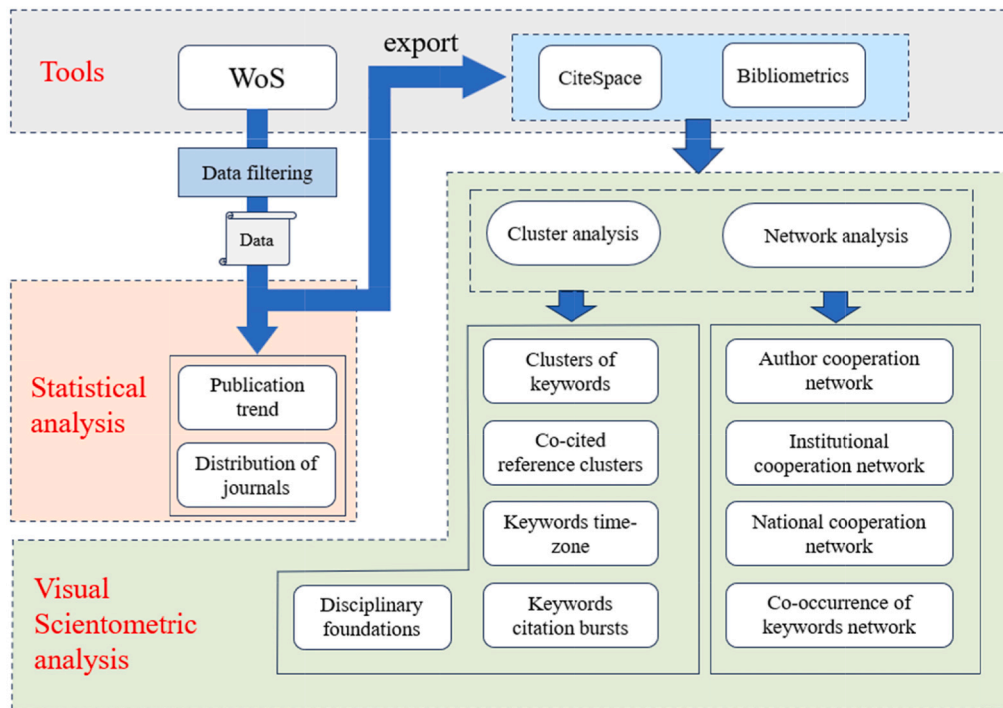 Tools
WoS
export
CiteSpace
Bibliometrics
Data filtering
Data
Statistical
analysis
Publication
trend
Distribution of
journals
Cluster analysis
Network analysis
Clusters of
keywords
Co-cited
reference clusters
Keywords time-
zone
Keywords
citation bursts
Disciplinary
foundations
Author cooperation
network
Institutional
cooperation network
National cooperation
network
Co-occurrence of
keywords network
Visual
Scientometric
analysis